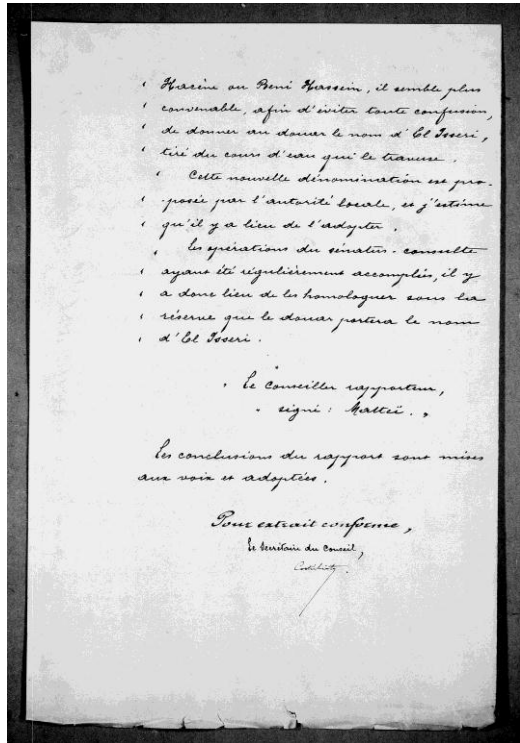 " Hacène ou Beni Hassein, il semble plus
" convenable, afin d'éviter toute confusion,
" de donner au douar le nom d'El Isseri,
" tiré du cours d'eau qui le traverse.
" Cette nouvelle dénomination est pro-
" -posée par l'autorité locale, et j'estime
" qu'il y a lieu de l'adopter.
" Les opérations du sénatus-consulte
" ayant été régulièrement accomplies, il y
" a donc lieu de les homologuer sous la
" réserve que le douar portera le nom
" d'El Isseri.
" Le Conseiller rapporteur,
" signé: Mattei. "
Les conclusions du rapport sont mises
aux voix et adoptées.
Pour extrait conforme,
Le Secrétaire du Conseil,